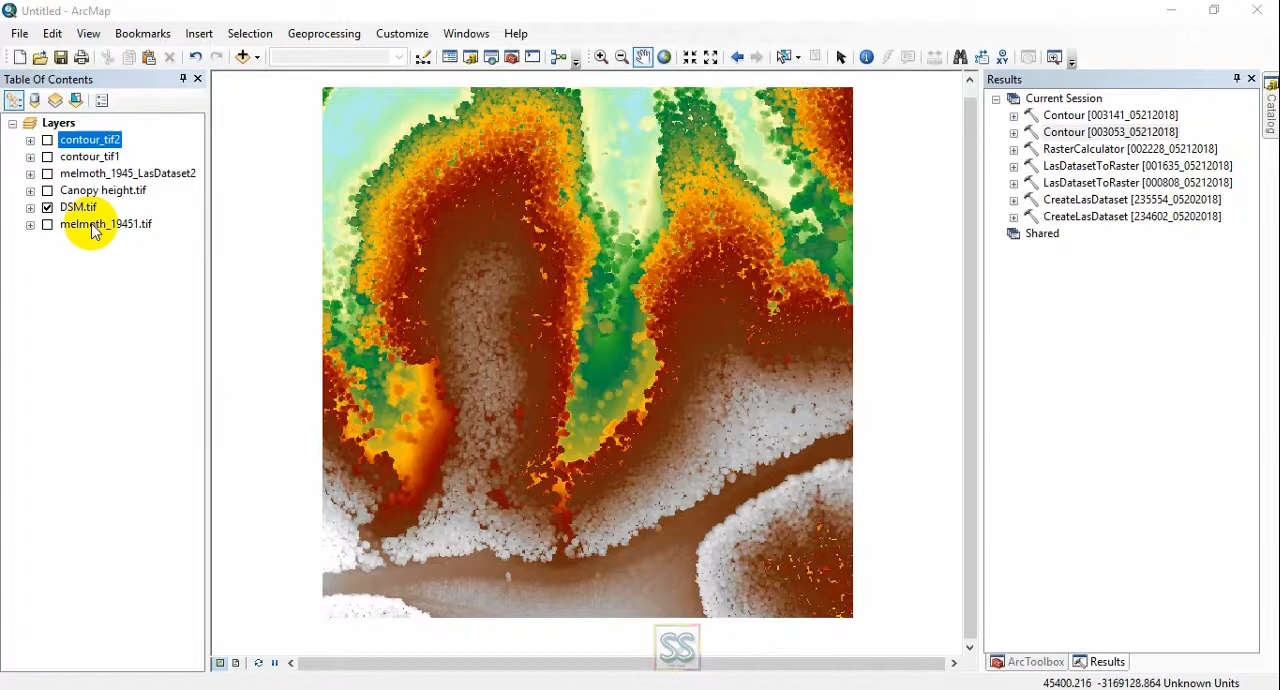 Untitled - ArcMap
File Edit View Bookmarks Insert Selection Geoprocessing Customize Windows Help
Table Of Contents
Layers
contour_tif2
contour_tif1
melmoth_1945_LasDataset2
Canopy height.tif
DSM.tif
melmoth_19451.tif
Results
Current Session
Contour [003141_05212018]
Contour [003053_05212018]
RasterCalculator [002228_05212018]
LasDatasetToRaster [001635_05212018]
LasDatasetToRaster [000808_05212018]
CreateLasDataset [235554_05202018]
CreateLasDataset [234602_05202018]
Shared
Catalog
SS
ArcToolbox Results
45400.216 -3169128.864 Unknown Units